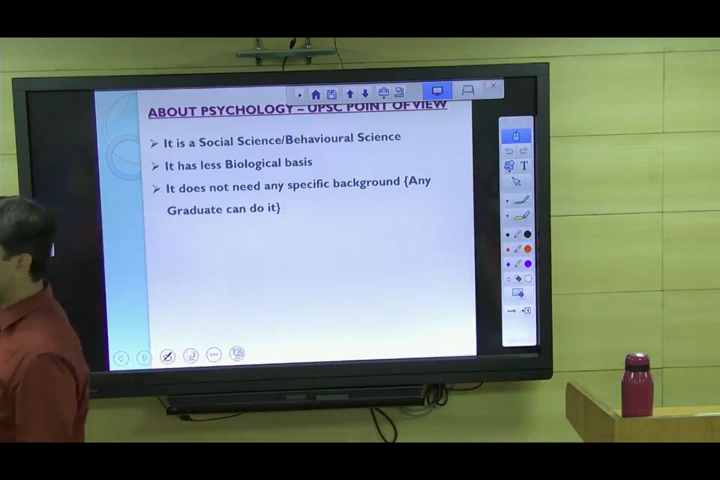 ABOUT PSYCHOLOGY – UPSC POINT OF VIEW
➢ It is a Social Science/Behavioural Science
➢ It has less Biological basis
➢ It does not need any specific background {Any
Graduate can do it}
T